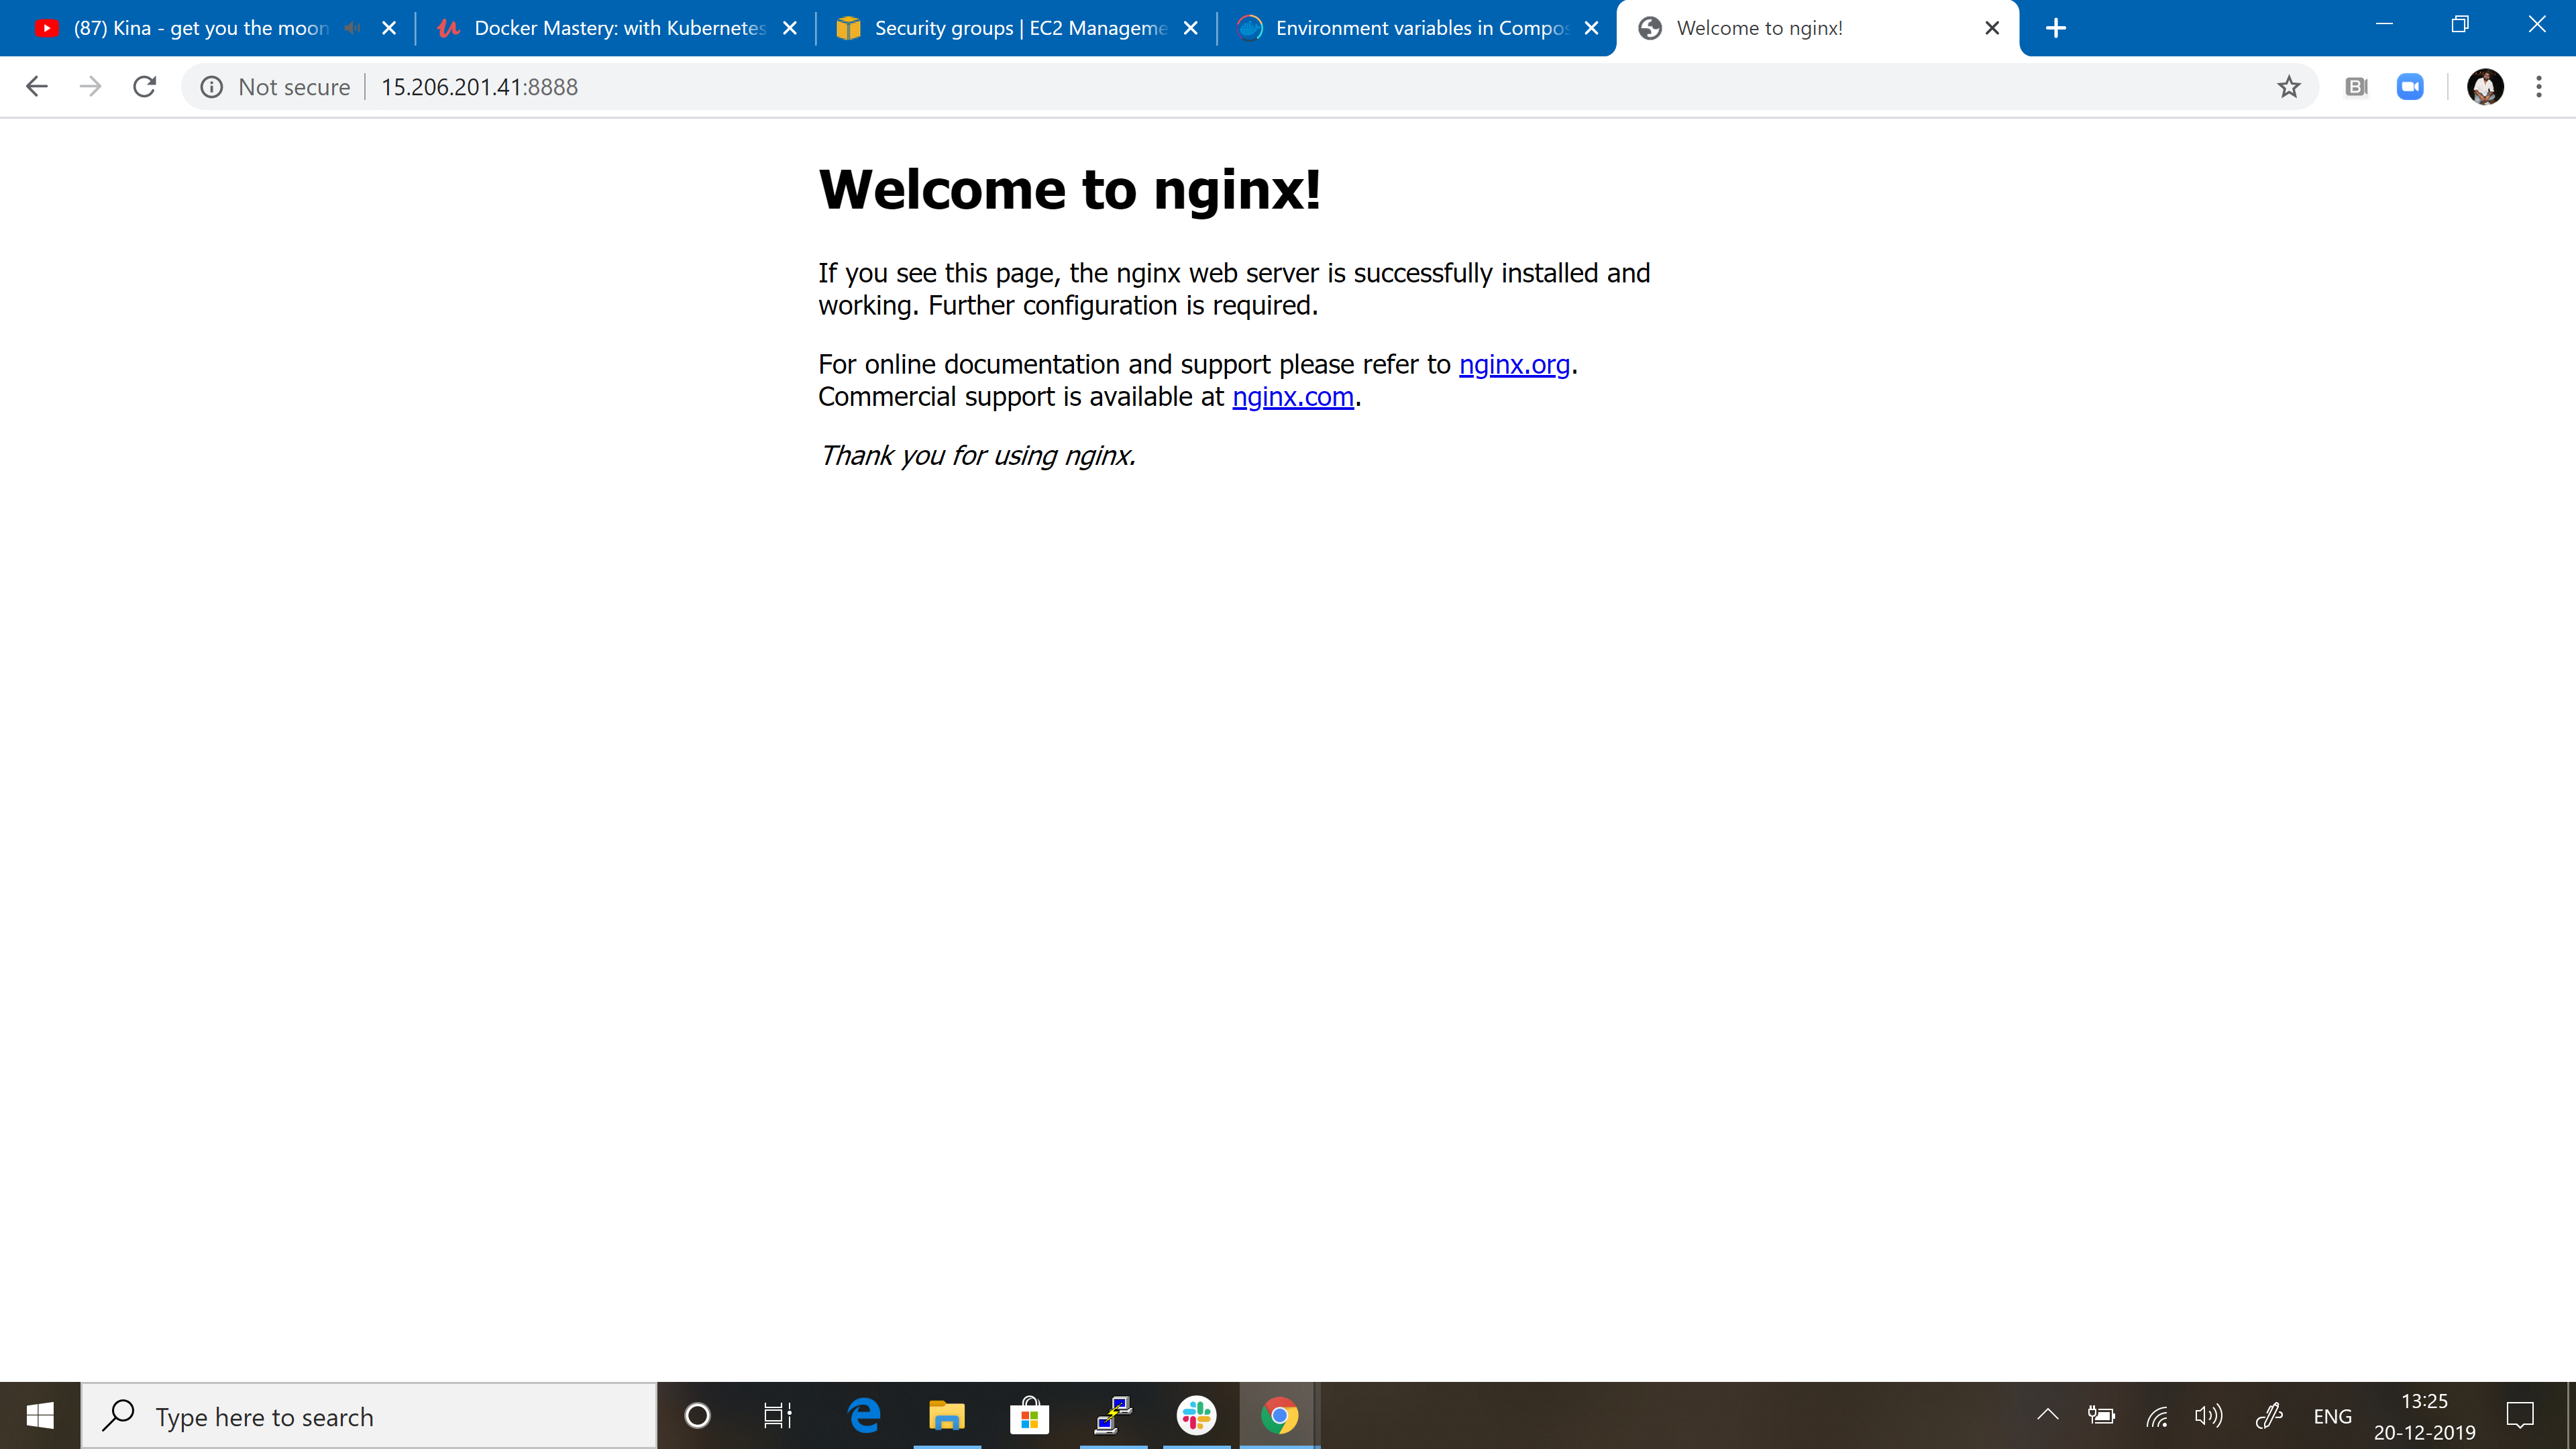 (87) Kina - get you the moon
Docker Mastery: with Kubernetes
Security groups | EC2 Manageme
Environment variables in Compos
Welcome to nginx!
Not secure
15.206.201.41:8888
Welcome to nginx!
If you see this page, the nginx web server is successfully installed and
working. Further configuration is required.
For online documentation and support please refer to nginx.org.
Commercial support is available at nginx.com.
Thank you for using nginx.
Type here to search
ENG
13:25
20-12-2019